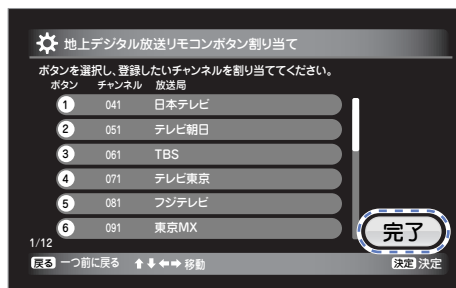 地上デジタル放送リモコンボタン割り当て
ボタンを選択し、登録したいチャンネルを割り当ててください。
ボタン チャンネル 放送局
1 041 日本テレビ
2 051 テレビ朝日
3 061 TBS
4 071 テレビ東京
5 081 フジテレビ
6 091 東京MX
完了
1/12
戻る 一つ前に戻る ⬆⬇⬅➡ 移動 決定 決定